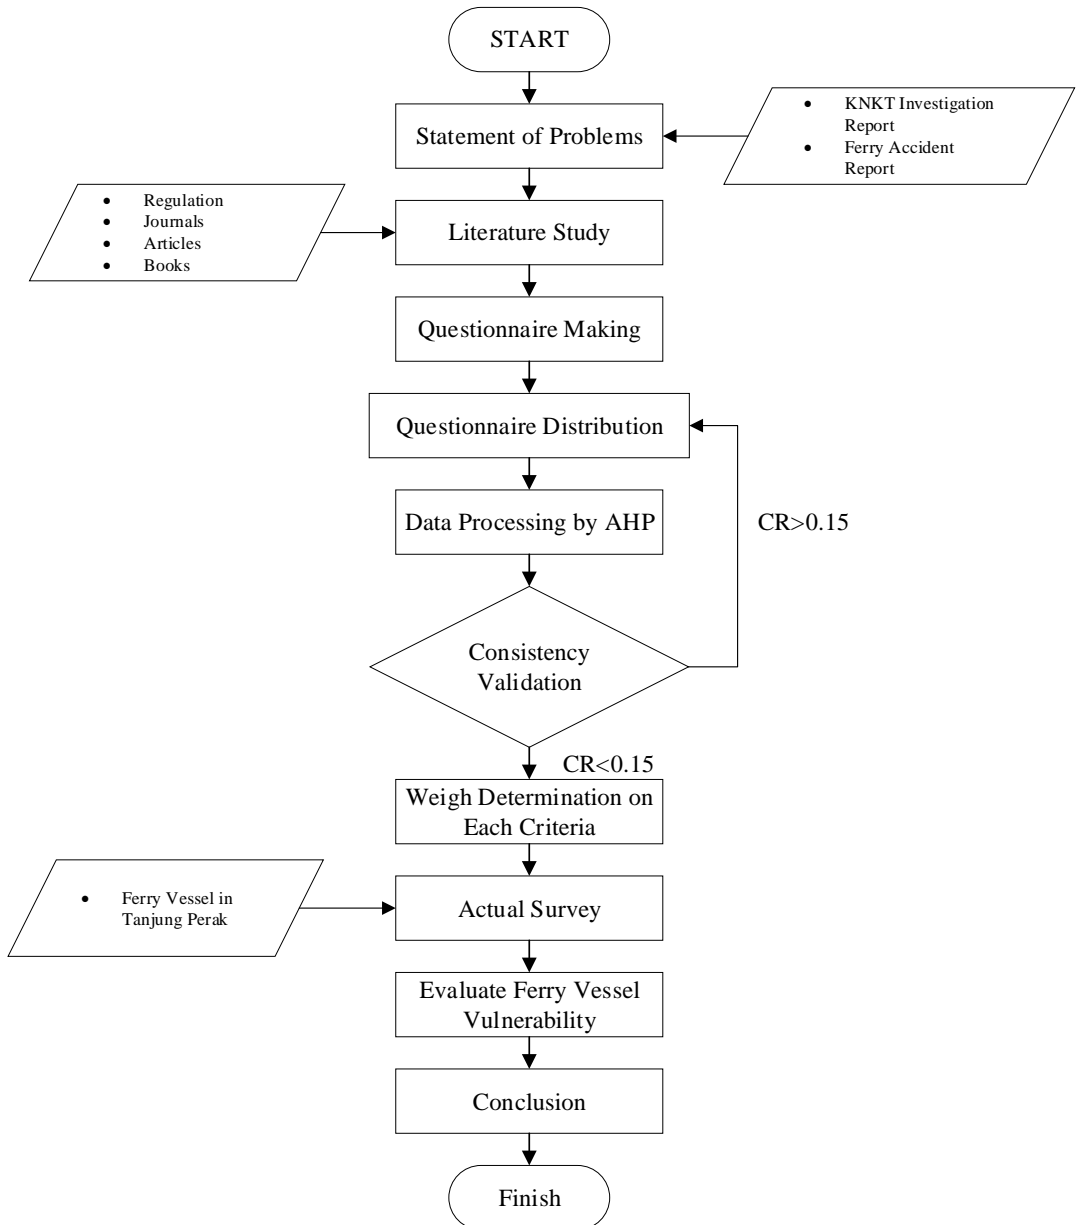 START
Statement of Problems
• KNKT Investigation
Report
• Ferry Accident
Report
• Regulation
• Journals
• Articles
• Books
Literature Study
Questionnaire Making
Questionnaire Distribution
Data Processing by AHP
CR>0.15
Consistency
Validation
CR<0.15
Weigh Determination on
Each Criteria
• Ferry Vessel in
Tanjung Perak
Actual Survey
Evaluate Ferry Vessel
Vulnerability
Conclusion
Finish